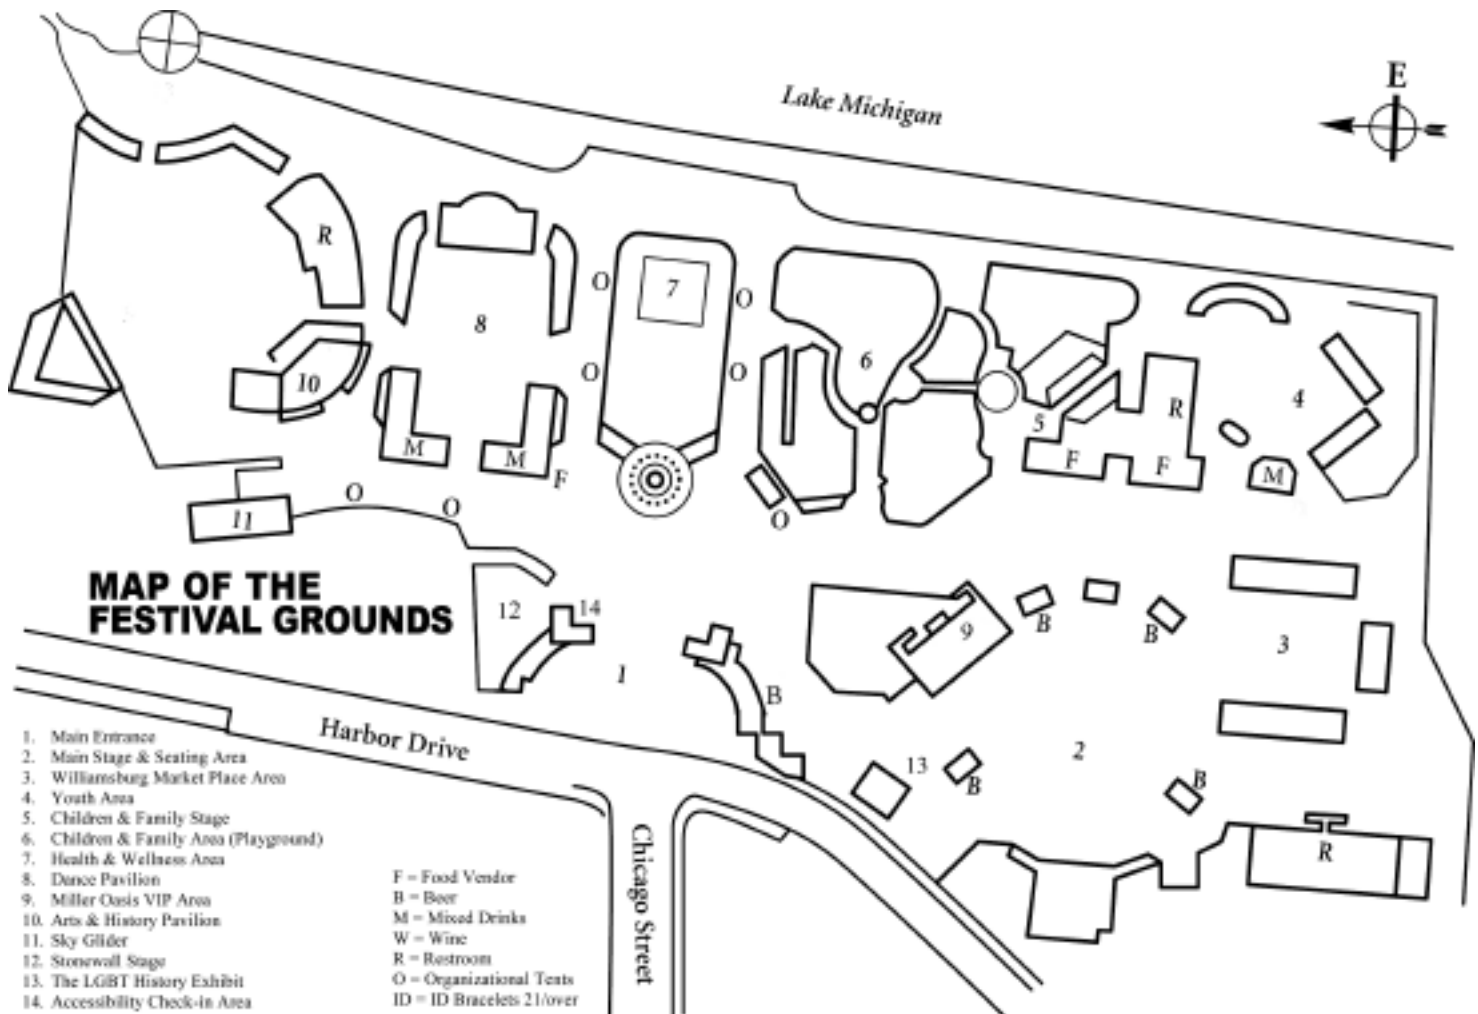 E
Lake Michigan
R
7
O
O
8
6
O
O
10
4
5
R
M
M
F
F
F
M
O
O
O
11
MAP OF THE
FESTIVAL GROUNDS
12
14
9
B
B
3
1
B
2
13
B
B
R
Harbor Drive
Chicago Street
1. Main Entrance
2. Main Stage & Seating Area
3. Williamsburg Market Place Area
4. Youth Area
5. Children & Family Stage
6. Children & Family Area (Playground)
7. Health & Wellness Area
8. Dance Pavilion
9. Miller Oasis VIP Area
10. Arts & History Pavilion
11. Sky Glider
12. Stonewall Stage
13. The LGBT History Exhibit
14. Accessibility Check-in Area
F = Food Vendor
B = Beer
M = Mixed Drinks
W = Wine
R = Restroom
O = Organizational Tents
ID = ID Bracelets 21/over